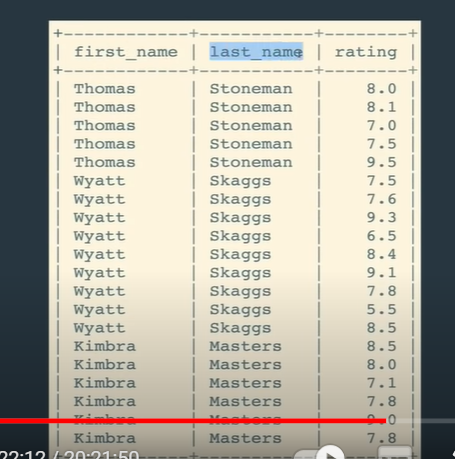 +------------+-----------+--------+
| first_name | last_name | rating |
+------------+-----------+--------+
| Thomas | Stoneman | 8.0 |
| Thomas | Stoneman | 8.1 |
| Thomas | Stoneman | 7.0 |
| Thomas | Stoneman | 7.5 |
| Thomas | Stoneman | 9.5 |
| Wyatt | Skaggs | 7.5 |
| Wyatt | Skaggs | 7.6 |
| Wyatt | Skaggs | 9.3 |
| Wyatt | Skaggs | 6.5 |
| Wyatt | Skaggs | 8.4 |
| Wyatt | Skaggs | 9.1 |
| Wyatt | Skaggs | 7.8 |
| Wyatt | Skaggs | 5.5 |
| Wyatt | Skaggs | 8.5 |
| Kimbra | Masters | 8.5 |
| Kimbra | Masters | 8.0 |
| Kimbra | Masters | 7.1 |
| Kimbra | Masters | 7.8 |
| Kimbra | Masters | 9.0 |
| Kimbra | Masters | 7.8 |
22:12 / 20:21:50